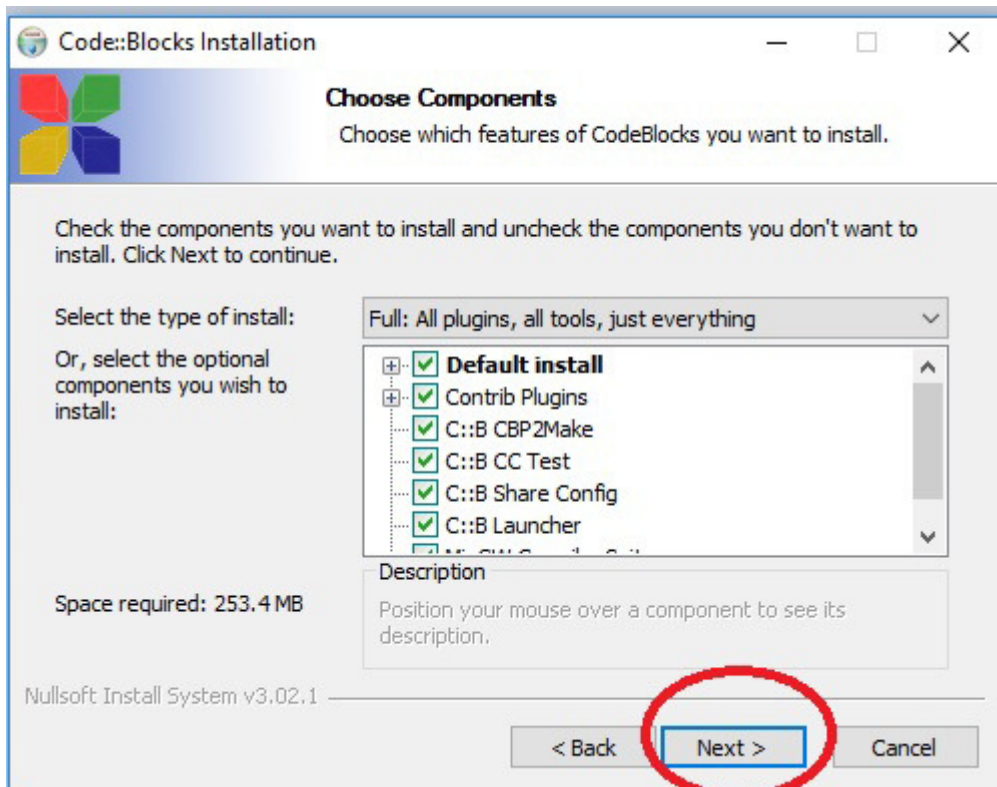 Code::Blocks Installation
Choose Components
Choose which features of CodeBlocks you want to install.
Check the components you want to install and uncheck the components you don't want to
install. Click Next to continue.
Select the type of install:
Full: All plugins, all tools, just everything
Or, select the optional
components you wish to
install:
Default install
Contrib Plugins
C::B CBP2Make
C::B CC Test
C::B Share Config
C::B Launcher
Space required: 253.4 MB
Description
Position your mouse over a component to see its
description.
Nullsoft Install System v3.02.1
< Back
Next >
Cancel